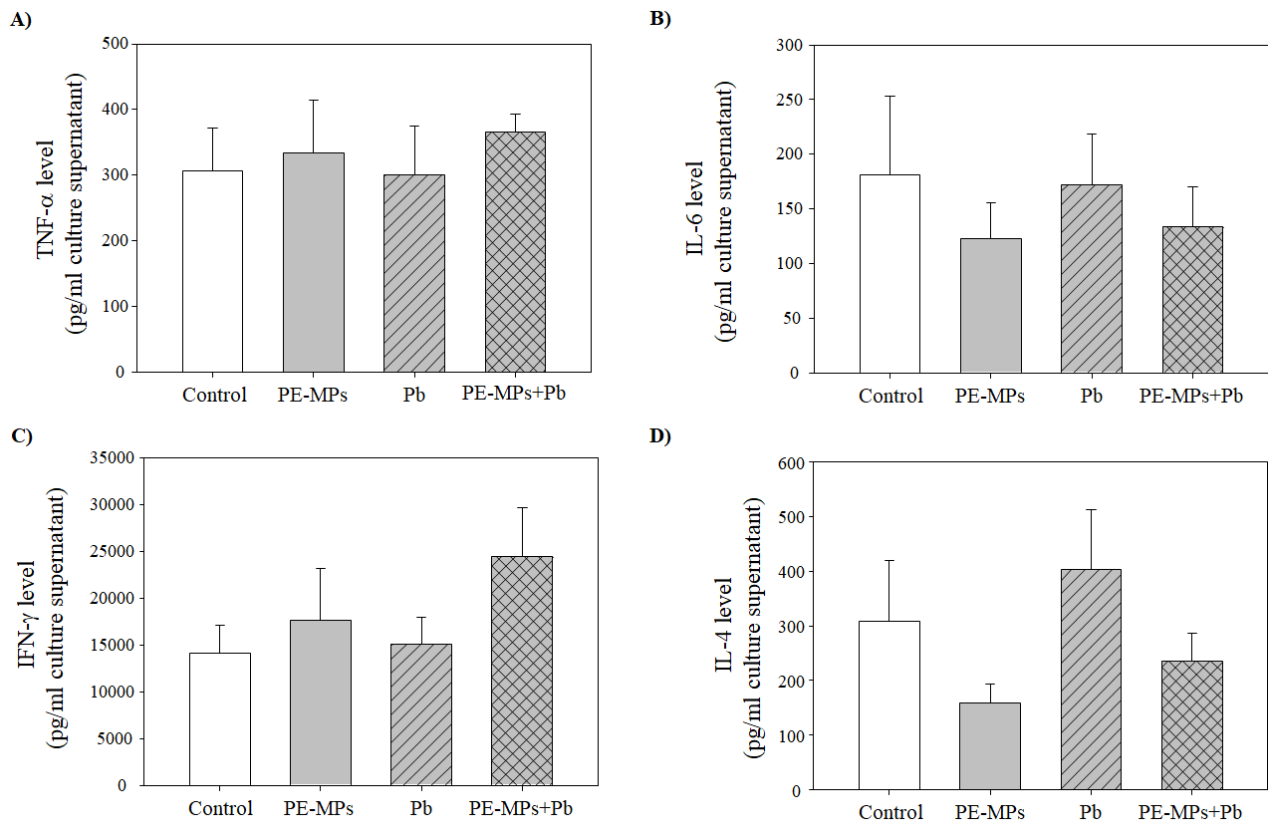 A)
TNF-α level
(pg/ml culture supernatant)
500
400
300
200
100
0
Control PE-MPs Pb PE-MPs+Pb
B)
IL-6 level
(pg/ml culture supernatant)
300
250
200
150
100
50
0
Control PE-MPs Pb PE-MPs+Pb
C)
IFN-γ level
(pg/ml culture supernatant)
35000
30000
25000
20000
15000
10000
5000
0
Control PE-MPs Pb PE-MPs+Pb
D)
IL-4 level
(pg/ml culture supernatant)
600
500
400
300
200
100
0
Control PE-MPs Pb PE-MPs+Pb